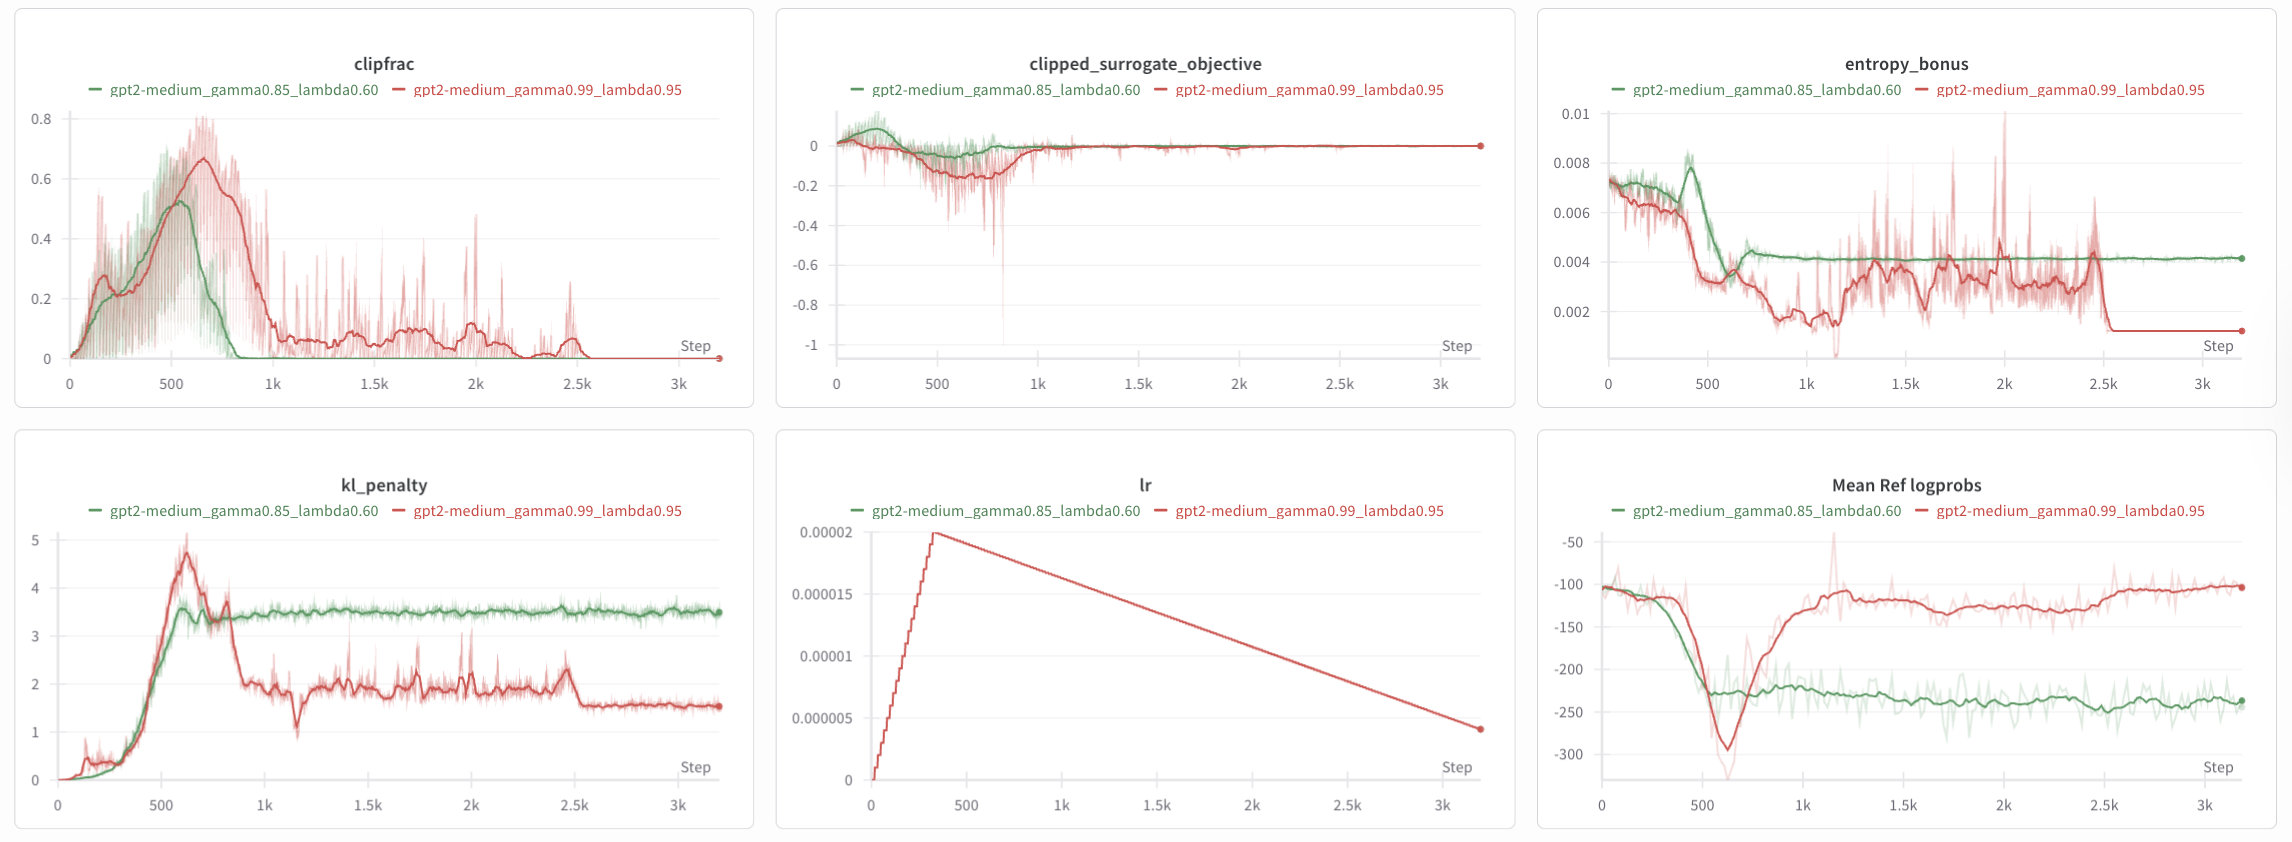 clipfrac
gpt2-medium_gamma0.85_lambda0.60 gpt2-medium_gamma0.99_lambda0.95
0.8
0.6
0.4
0.2
0
Step
0 500 1k 1.5k 2k 2.5k 3k
clipped_surrogate_objective
gpt2-medium_gamma0.85_lambda0.60 gpt2-medium_gamma0.99_lambda0.95
0
-0.2
-0.4
-0.6
-0.8
-1
Step
0 500 1k 1.5k 2k 2.5k 3k
entropy_bonus
gpt2-medium_gamma0.85_lambda0.60 gpt2-medium_gamma0.99_lambda0.95
0.01
0.008
0.006
0.004
0.002
Step
0 500 1k 1.5k 2k 2.5k 3k
kl_penalty
gpt2-medium_gamma0.85_lambda0.60 gpt2-medium_gamma0.99_lambda0.95
5
4
3
2
1
0
Step
0 500 1k 1.5k 2k 2.5k 3k
lr
gpt2-medium_gamma0.85_lambda0.60 gpt2-medium_gamma0.99_lambda0.95
0.00002
0.000015
0.00001
0.000005
0
Step
0 500 1k 1.5k 2k 2.5k 3k
Mean Ref logprobs
gpt2-medium_gamma0.85_lambda0.60 gpt2-medium_gamma0.99_lambda0.95
-50
-100
-150
-200
-250
-300
Step
0 500 1k 1.5k 2k 2.5k 3k